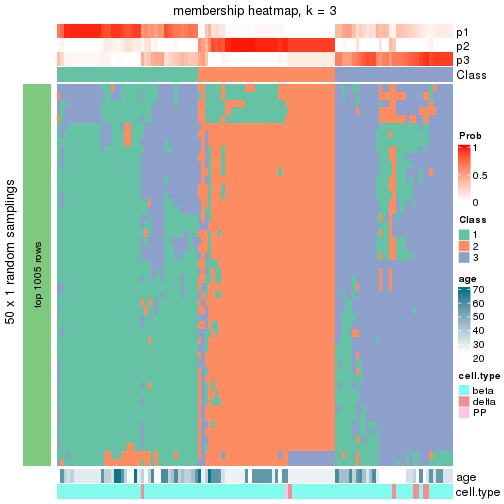 membership heatmap, k = 3
p1
p2
p3
Class
50 x 1 random samplings
top 1005 rows
Prob
1
0.5
0
Class
1
2
3
age
70
60
50
40
30
20
cell.type
beta
delta
PP
age
cell.type